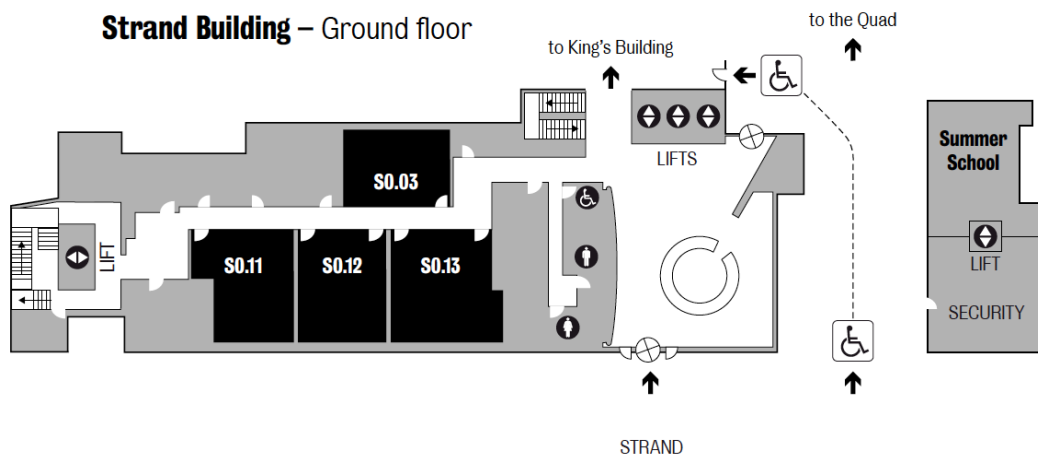 Strand Building – Ground floor
to the Quad
to King's Building
LIFTS
Summer
School
S0.03
LIFT
S0.11
S0.12
S0.13
LIFT
SECURITY
STRAND